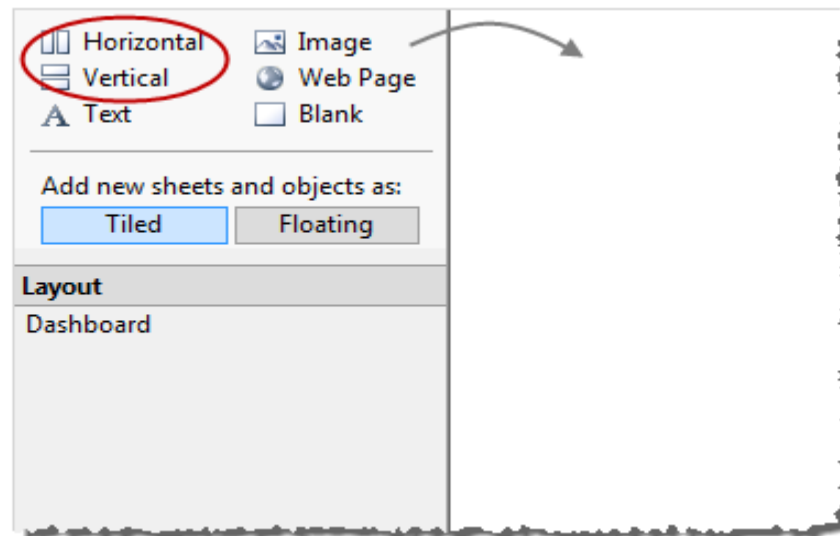 Horizontal Image
Vertical Web Page
Text Blank
Add new sheets and objects as:
Tiled Floating
Layout
Dashboard